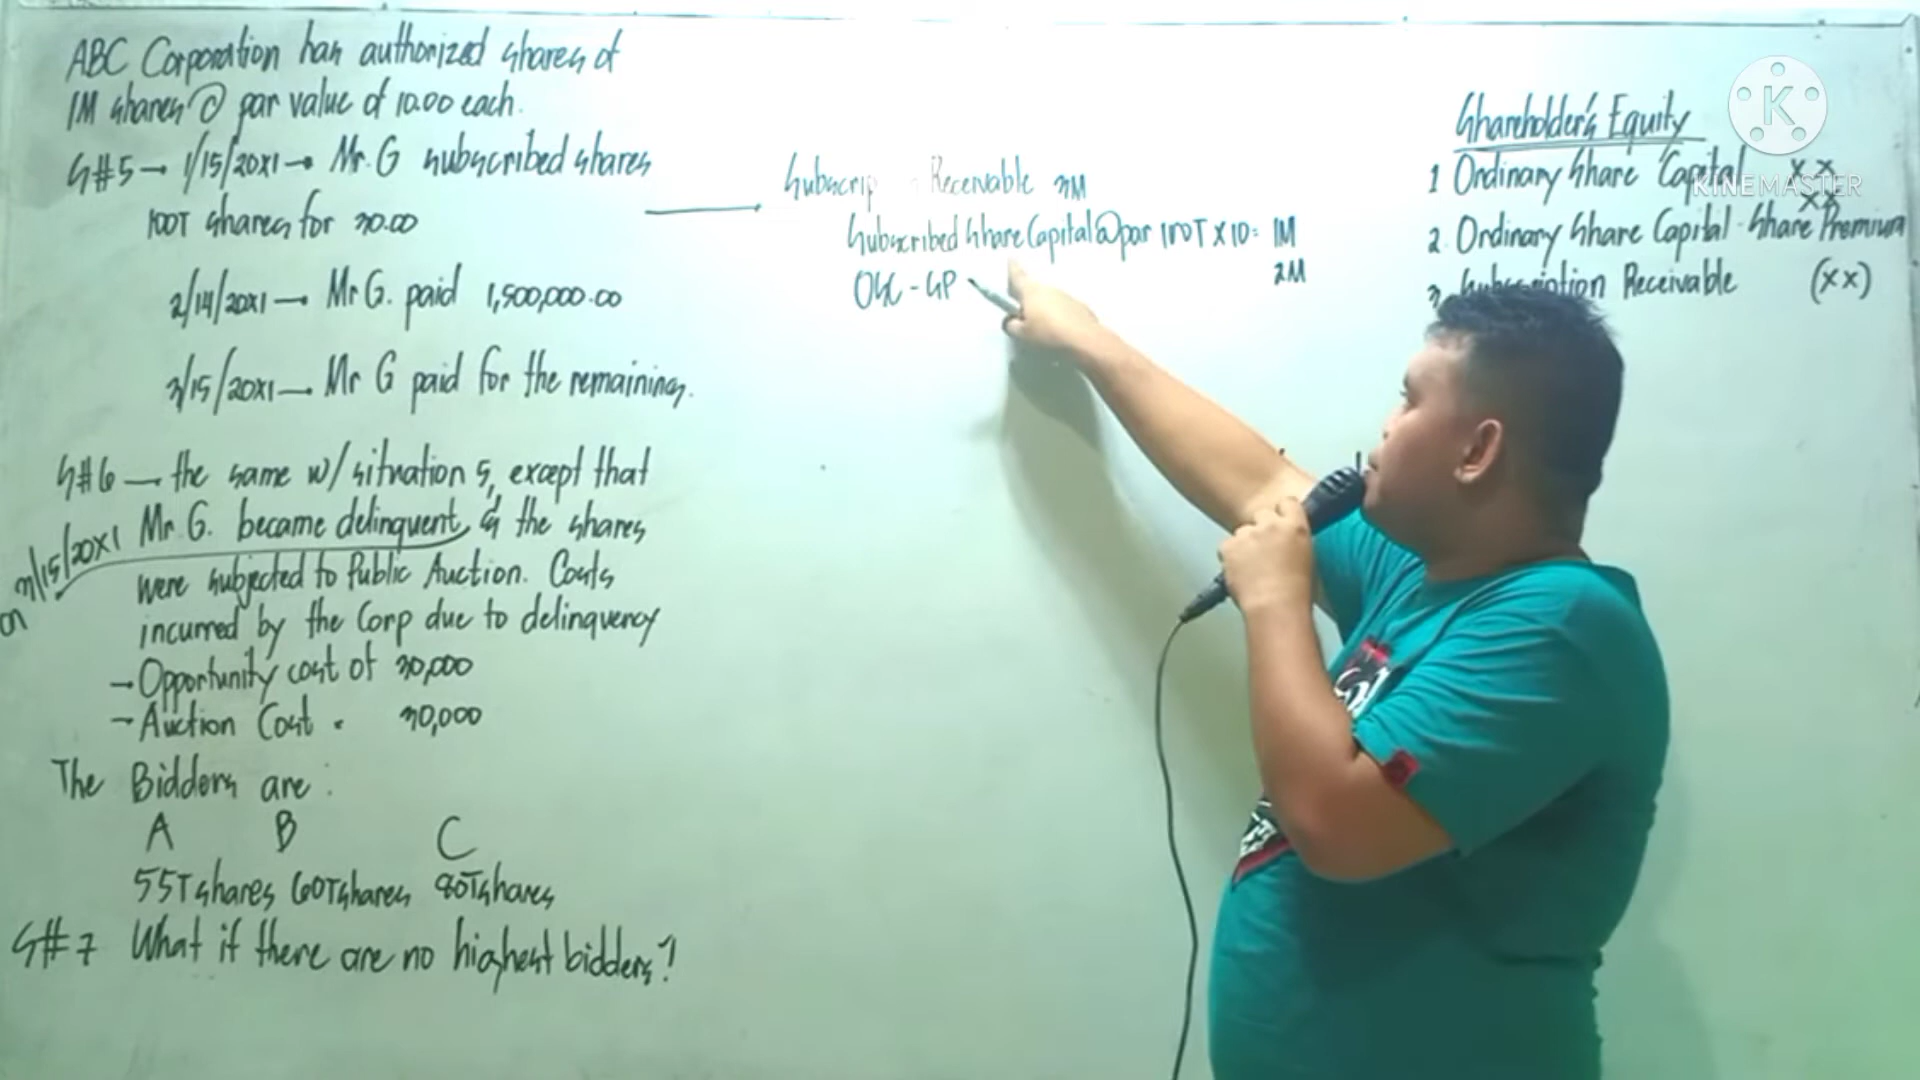 ABC Corporation has authorized shares of
1M shares @ par value of 10.00 each.
S#5 — 1/15/20x1 → Mr. G subscribed shares
100T shares for 30.00
2/14/20x1 — Mr G. paid 1,500,000.00
3/15/20x1 — Mr G paid for the remaining.
S#6 — the same w/ situation 5, except that
Mr. G. became delinquent & the shares
on 3/15/20x1
were subjected to Public Auction. Costs
incurred by the Corp due to delinquency
- Opportunity cost of 30,000
- Auction Cost - 30,000
The Bidders are :
A B C
55T shares 60T shares 80T shares
S#7 What if there are no highest bidders?
Subscrip Receivable 3M
Subscribed Share Capital @ par 100T x 10 = 1M
OSC - SP 2M
Shareholder's Equity
1 Ordinary Share Capital xx
xx
2. Ordinary Share Capital - Share Premium
3 Subscription Receivable (xx)
K
KINEMASTER